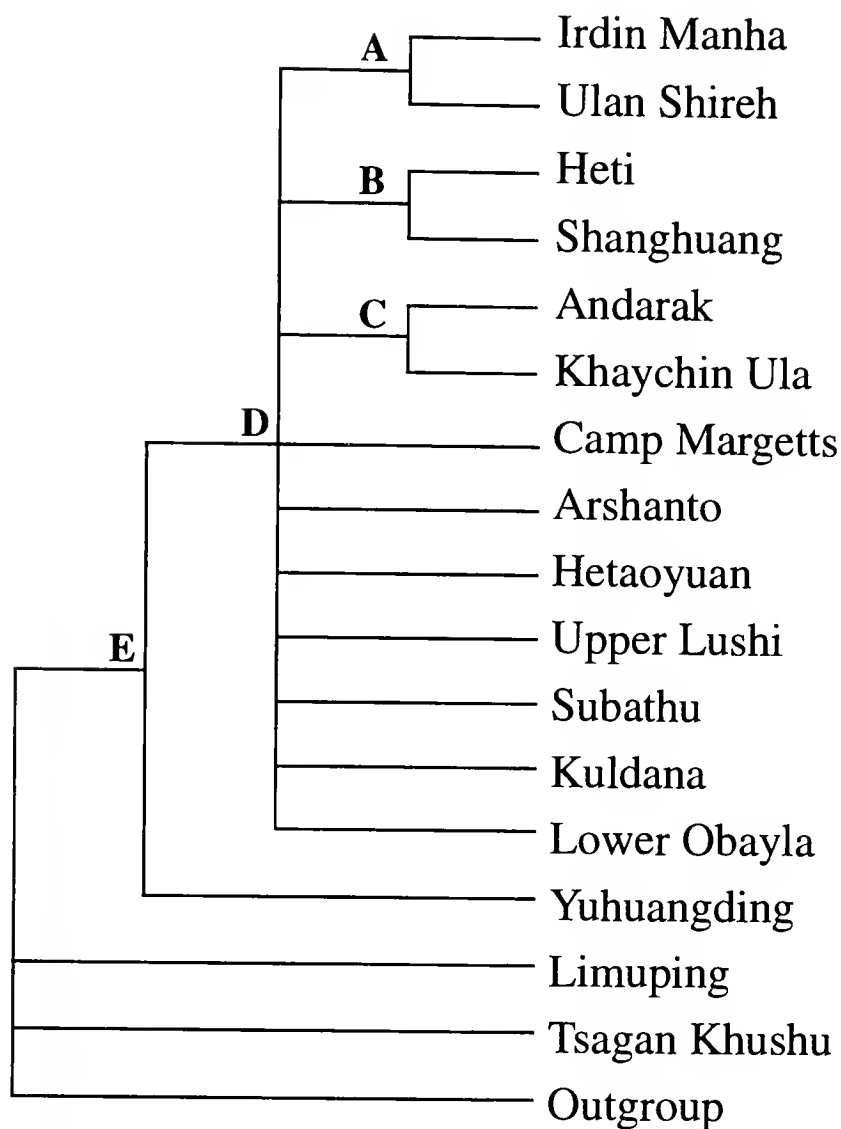 A
Irdin Manha
Ulan Shireh
B
Heti
Shanghuang
C
Andarak
Khaychin Ula
D
Camp Margetts
Arshanto
Hetaoyuan
Upper Lushi
E
Subathu
Kuldana
Lower Obayla
Yuhuangding
Limuping
Tsagan Khushu
Outgroup